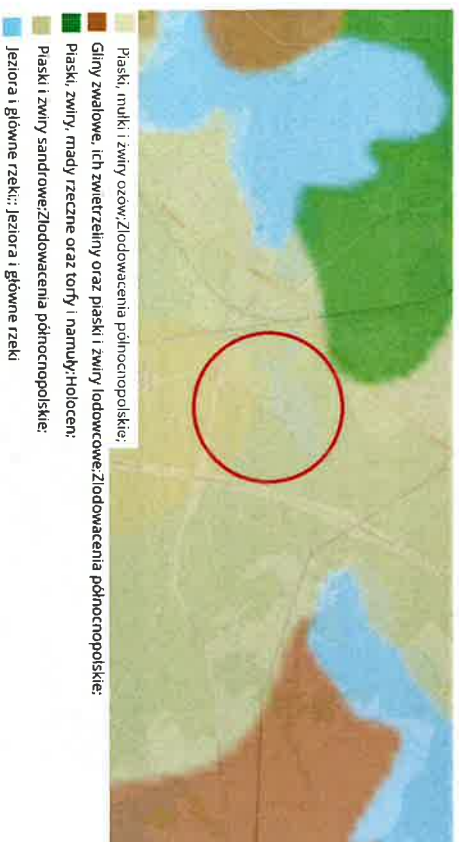 Piaski, mułki i żwiry ozów;Zlodowacenia północnopolskie;
Gliny zwałowe, ich zwietrzeliny oraz piaski i żwiry lodowcowe;Zlodowacenia północnopolskie;
Piaski, żwiry, mady rzeczne oraz torfy i namuły;Holocen;
Piaski i żwiry sandrowe;Zlodowacenia północnopolskie;
Jeziora i główne rzeki;; Jeziora i główne rzeki